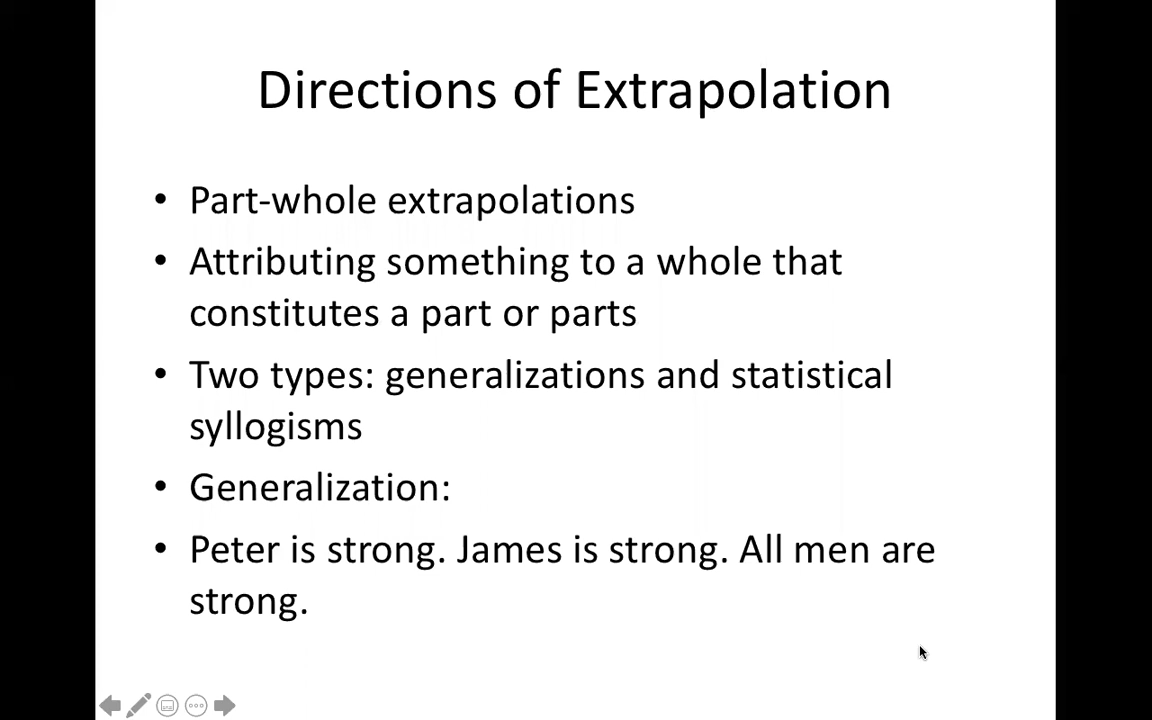 Directions of Extrapolation
• Part-whole extrapolations
• Attributing something to a whole that
constitutes a part or parts
• Two types: generalizations and statistical
syllogisms
• Generalization:
• Peter is strong. James is strong. All men are
strong.